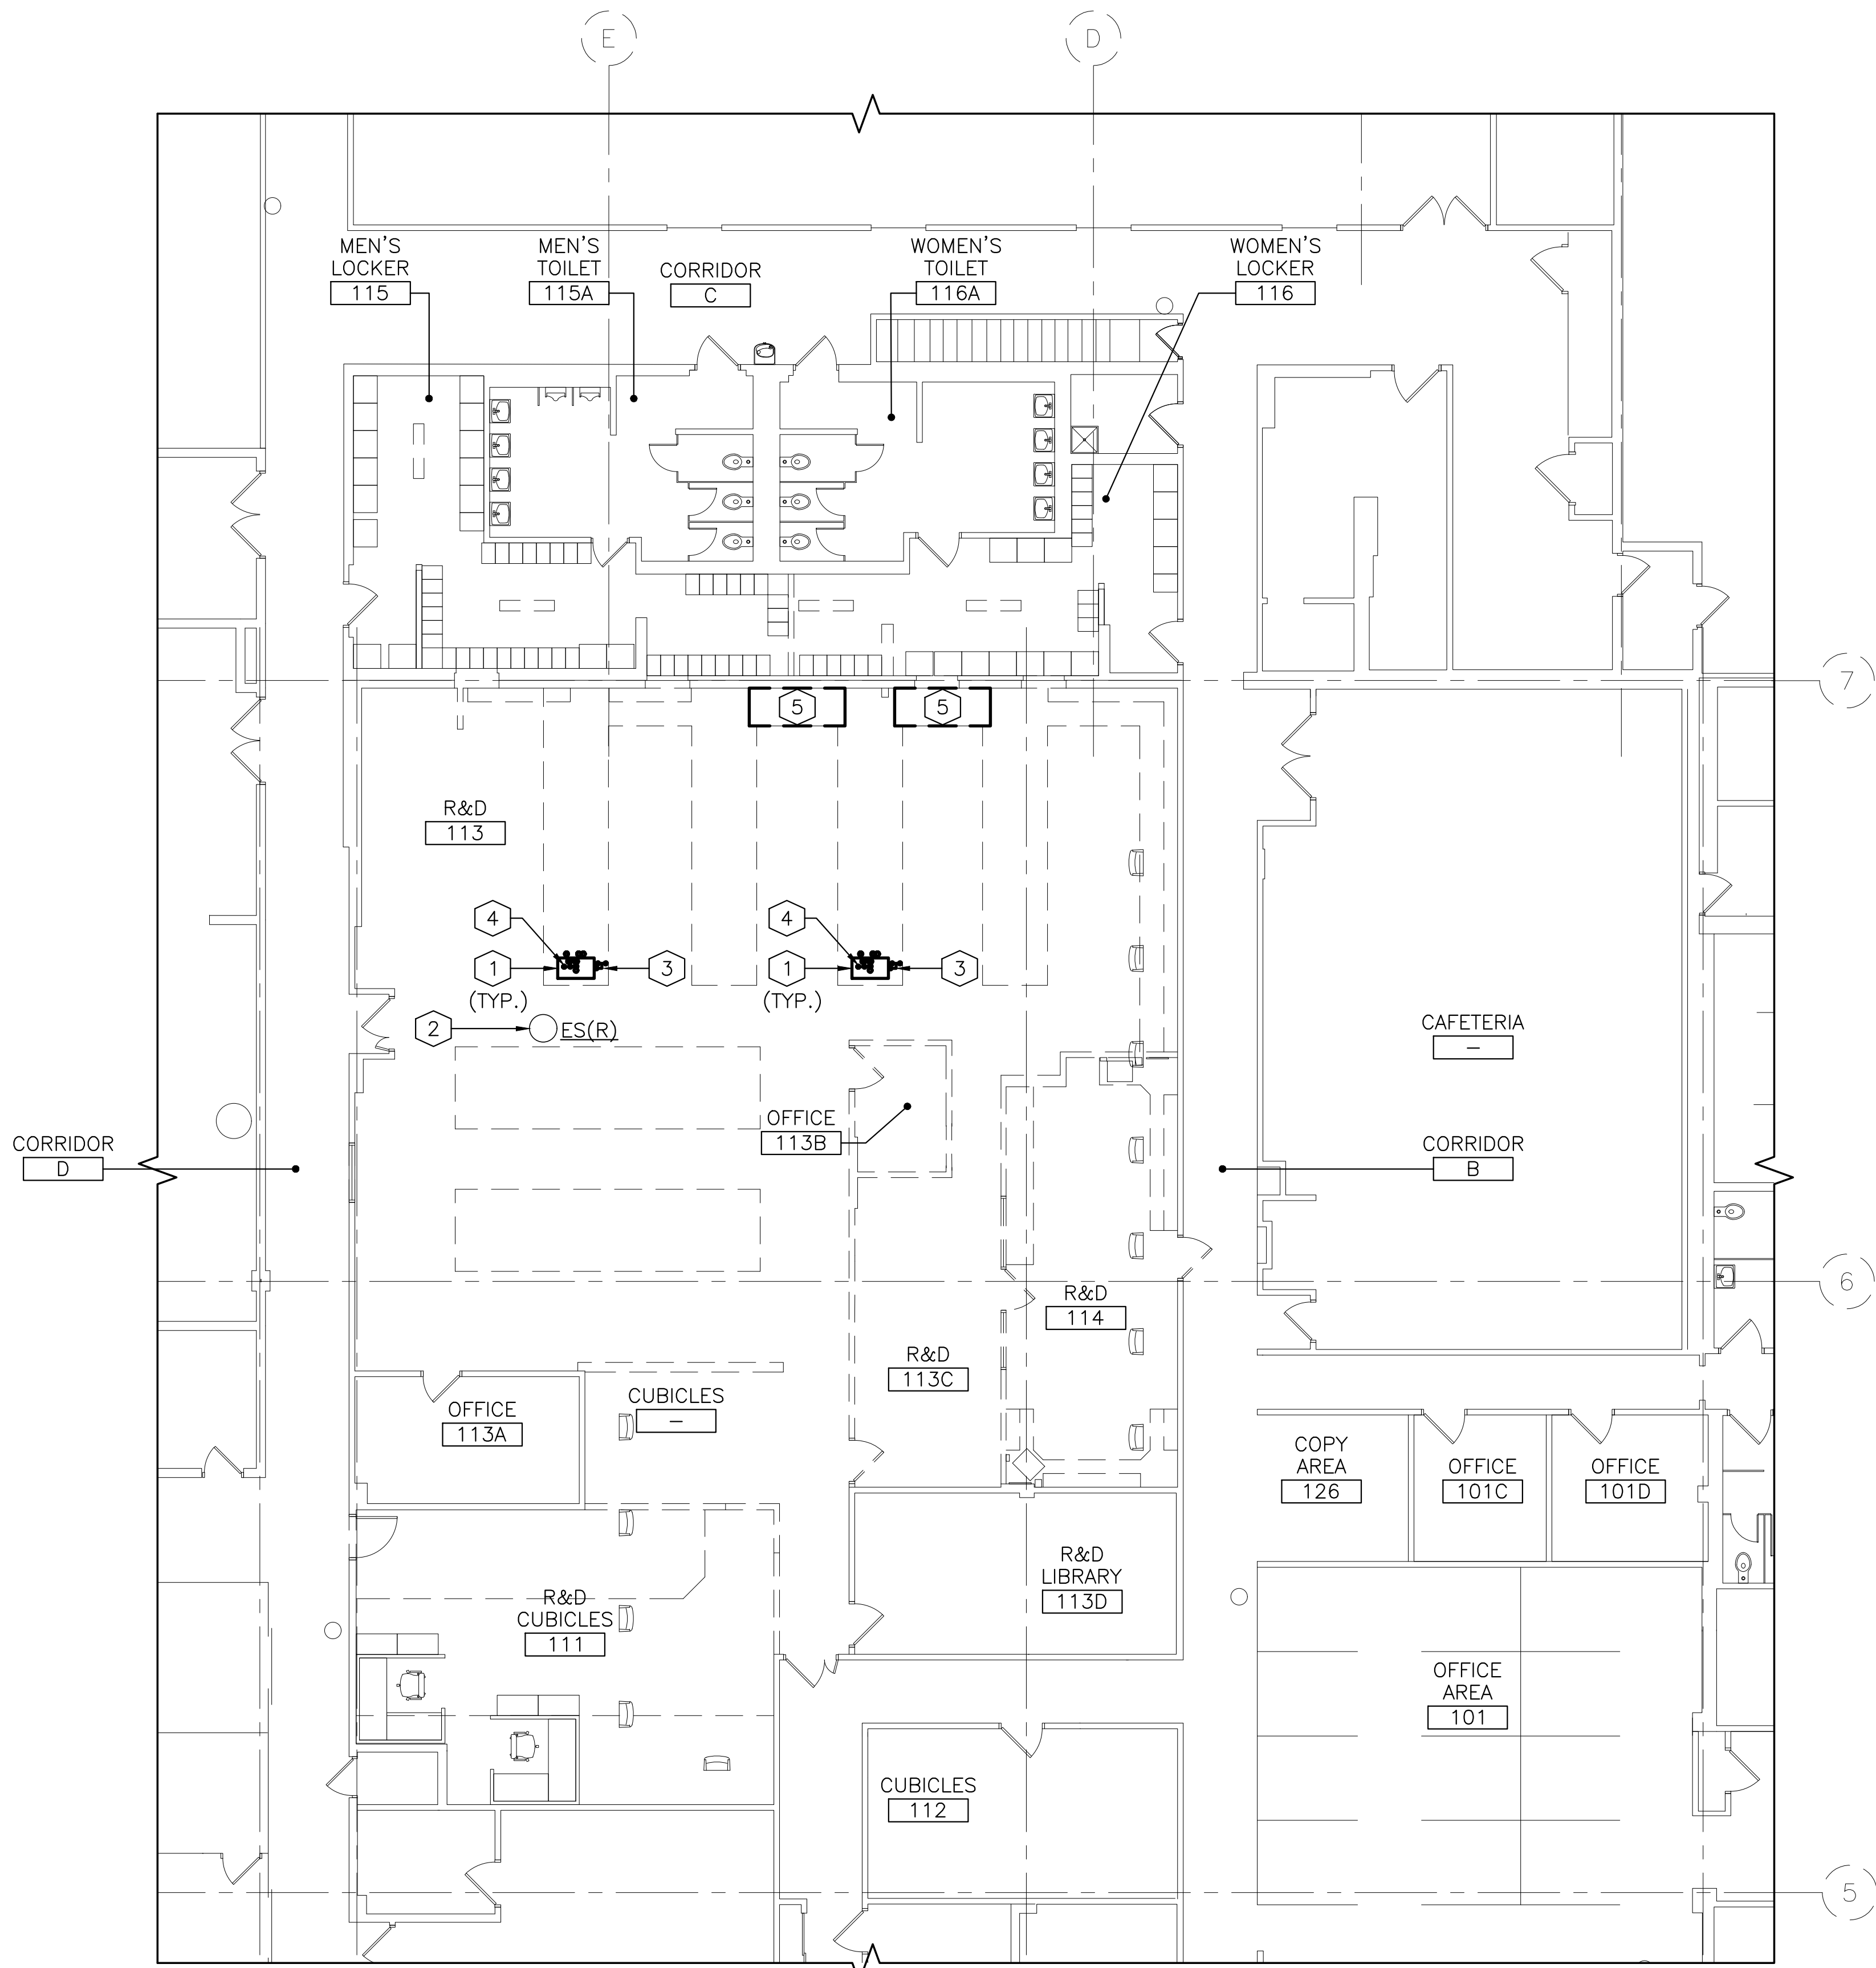 E
D
MEN'S
LOCKER
115
MEN'S
TOILET
115A
CORRIDOR
C
WOMEN'S
TOILET
116A
WOMEN'S
LOCKER
116
7
5
5
R&D
113
4
4
1
3
1
3
(TYP.)
(TYP.)
2
ES(R)
CAFETERIA
-
OFFICE
113B
CORRIDOR
D
CORRIDOR
B
6
R&D
114
R&D
113C
CUBICLES
-
OFFICE
113A
COPY
AREA
126
OFFICE
101C
OFFICE
101D
R&D
LIBRARY
113D
R&D
CUBICLES
111
OFFICE
AREA
101
CUBICLES
112
5